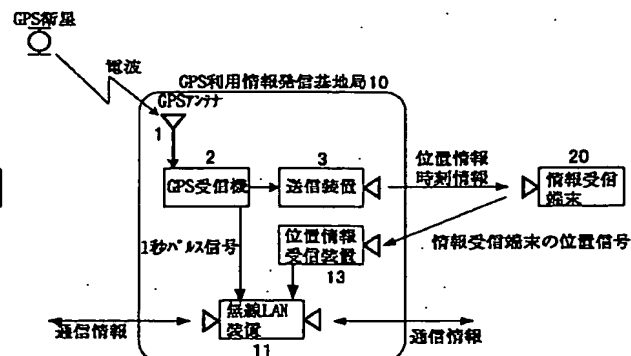 GPS衛星
電波
GPS利用情報発信基地局10
GPSアンテナ
1
2
GPS受信機
3
送信装置
位置情報
時刻情報
20
情報受信
端末
1秒パルス信号
位置情報
受信装置
13
情報受信端末の位置信号
無線LAN
装置
11
通信情報
通信情報